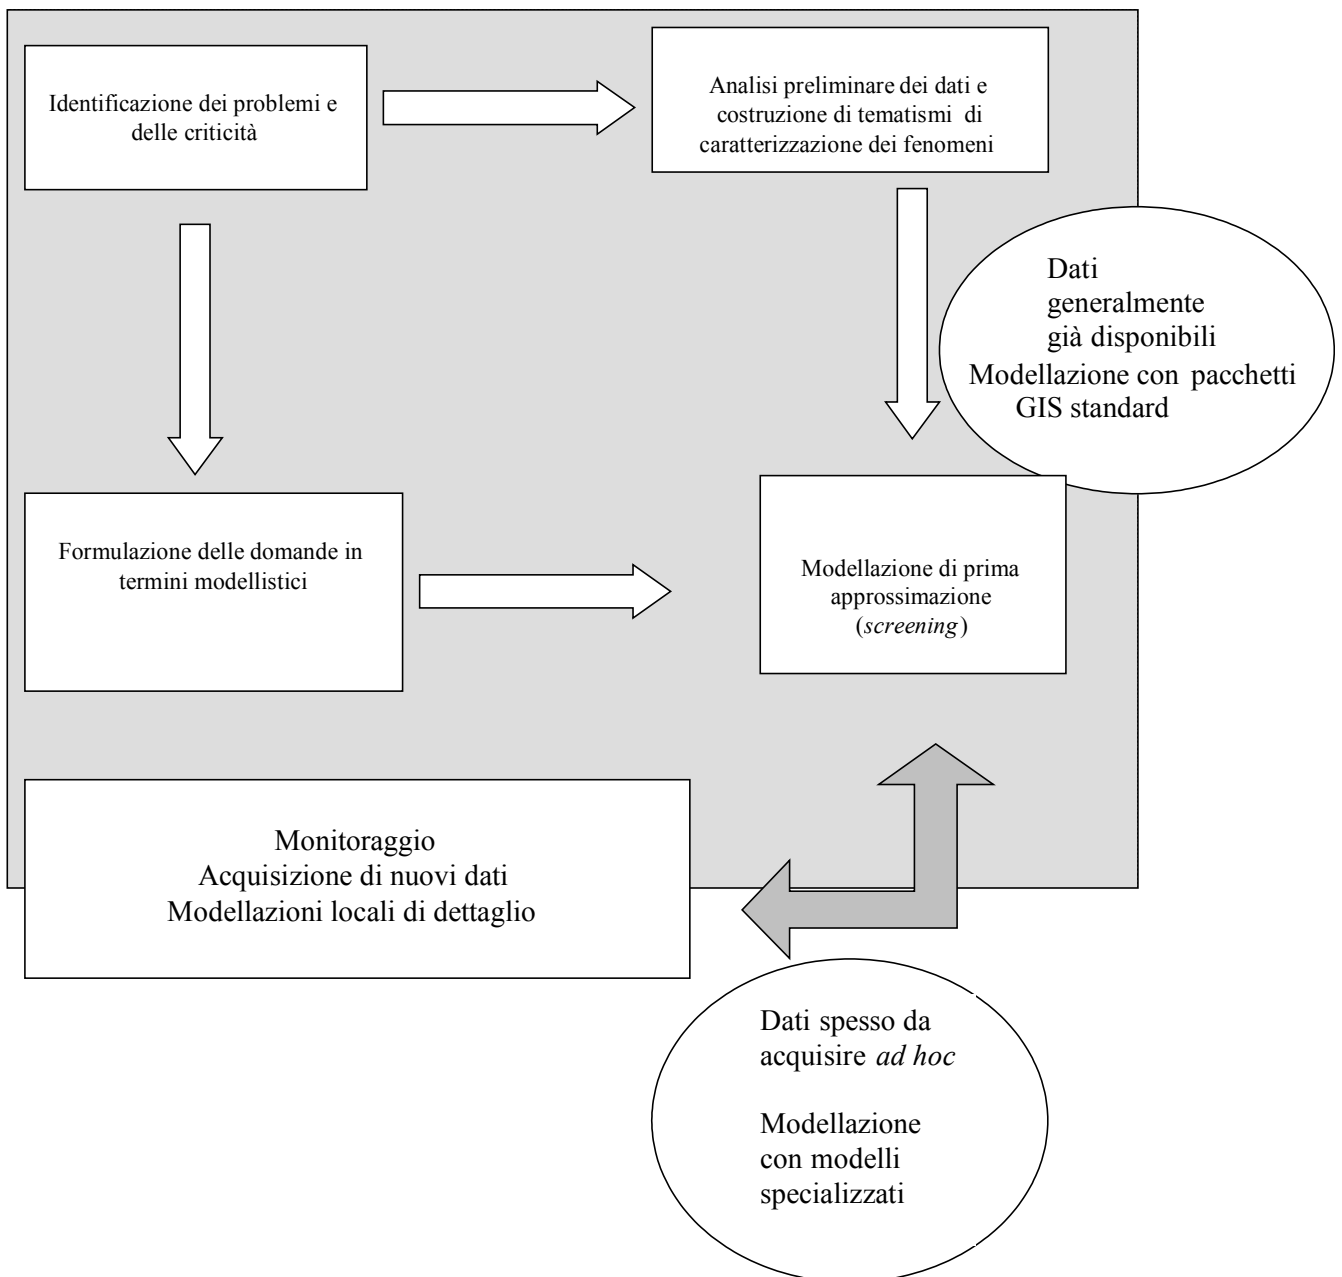 Identificazione dei problemi e
delle criticità
Analisi preliminare dei dati e
costruzione di tematismi di
caratterizzazione dei fenomeni
Dati
generalmente
già disponibili
Modellazione con pacchetti
GIS standard
Formulazione delle domande in
termini modellistici
Modellazione di prima
approssimazione
(screening)
Monitoraggio
Acquisizione di nuovi dati
Modellazioni locali di dettaglio
Dati spesso da
acquisire ad hoc
Modellazione
con modelli
specializzati